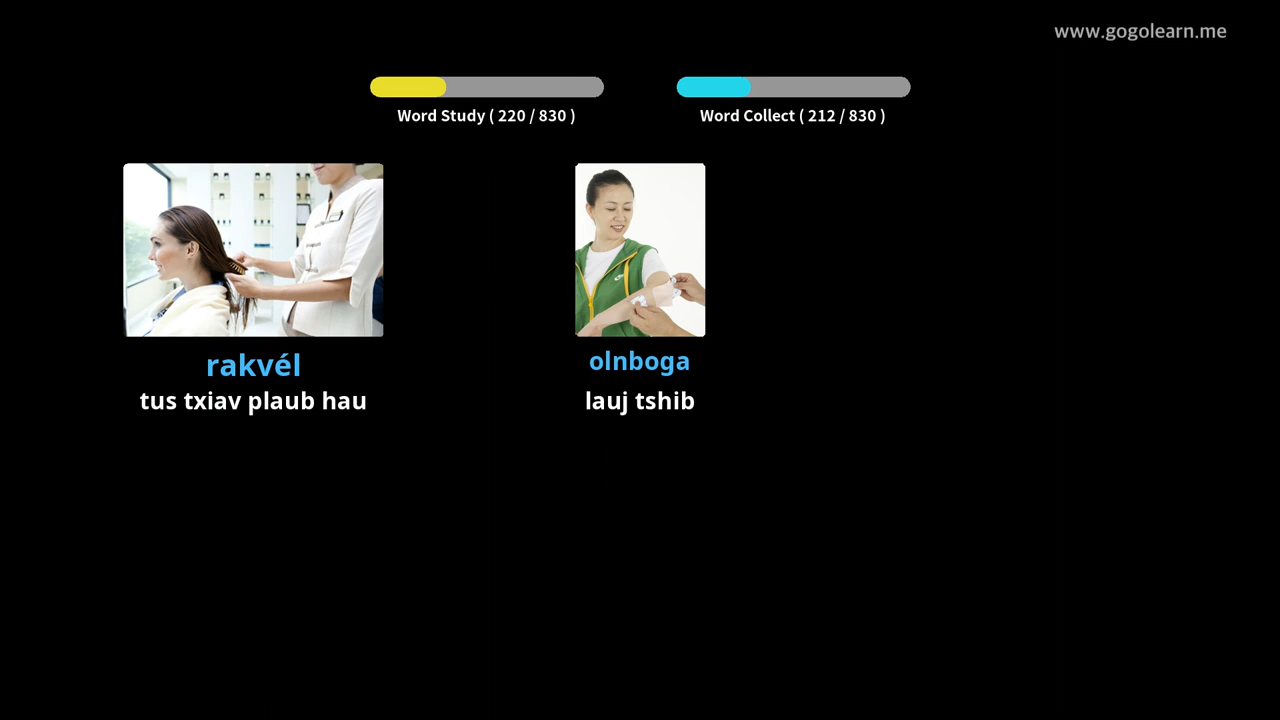 www.gogolearn.me
Word Study ( 220 / 830 )
Word Collect ( 212 / 830 )
rakvél
tus txiav plaub hau
olnboga
lauj tshib